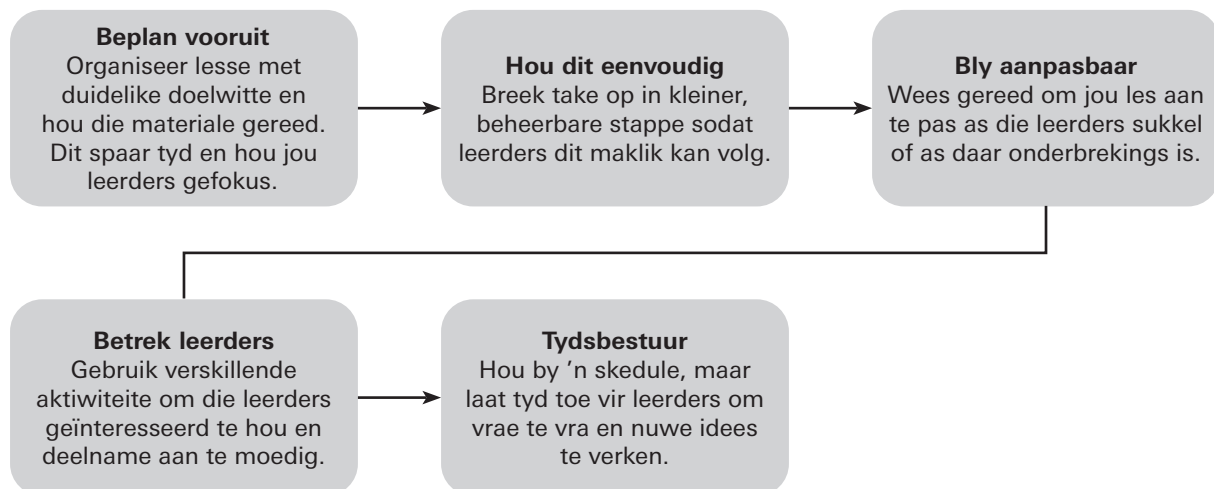 Beplan vooruit
Organiseer lesse met
duidelike doelwitte en
hou die materiale gereed.
Dit spaar tyd en hou jou
leerders gefokus.
Hou dit eenvoudig
Breek take op in kleiner,
beheerbare stappe sodat
leerders dit maklik kan volg.
Bly aanpasbaar
Wees gereed om jou les aan
te pas as die leerders sukkel
of as daar onderbrekings is.
Betrek leerders
Gebruik verskillende
aktiwiteite om die leerders
geïnteresseerd te hou en
deelname aan te moedig.
Tydsbestuur
Hou by ’n skedule, maar
laat tyd toe vir leerders om
vrae te vra en nuwe idees
te verken.